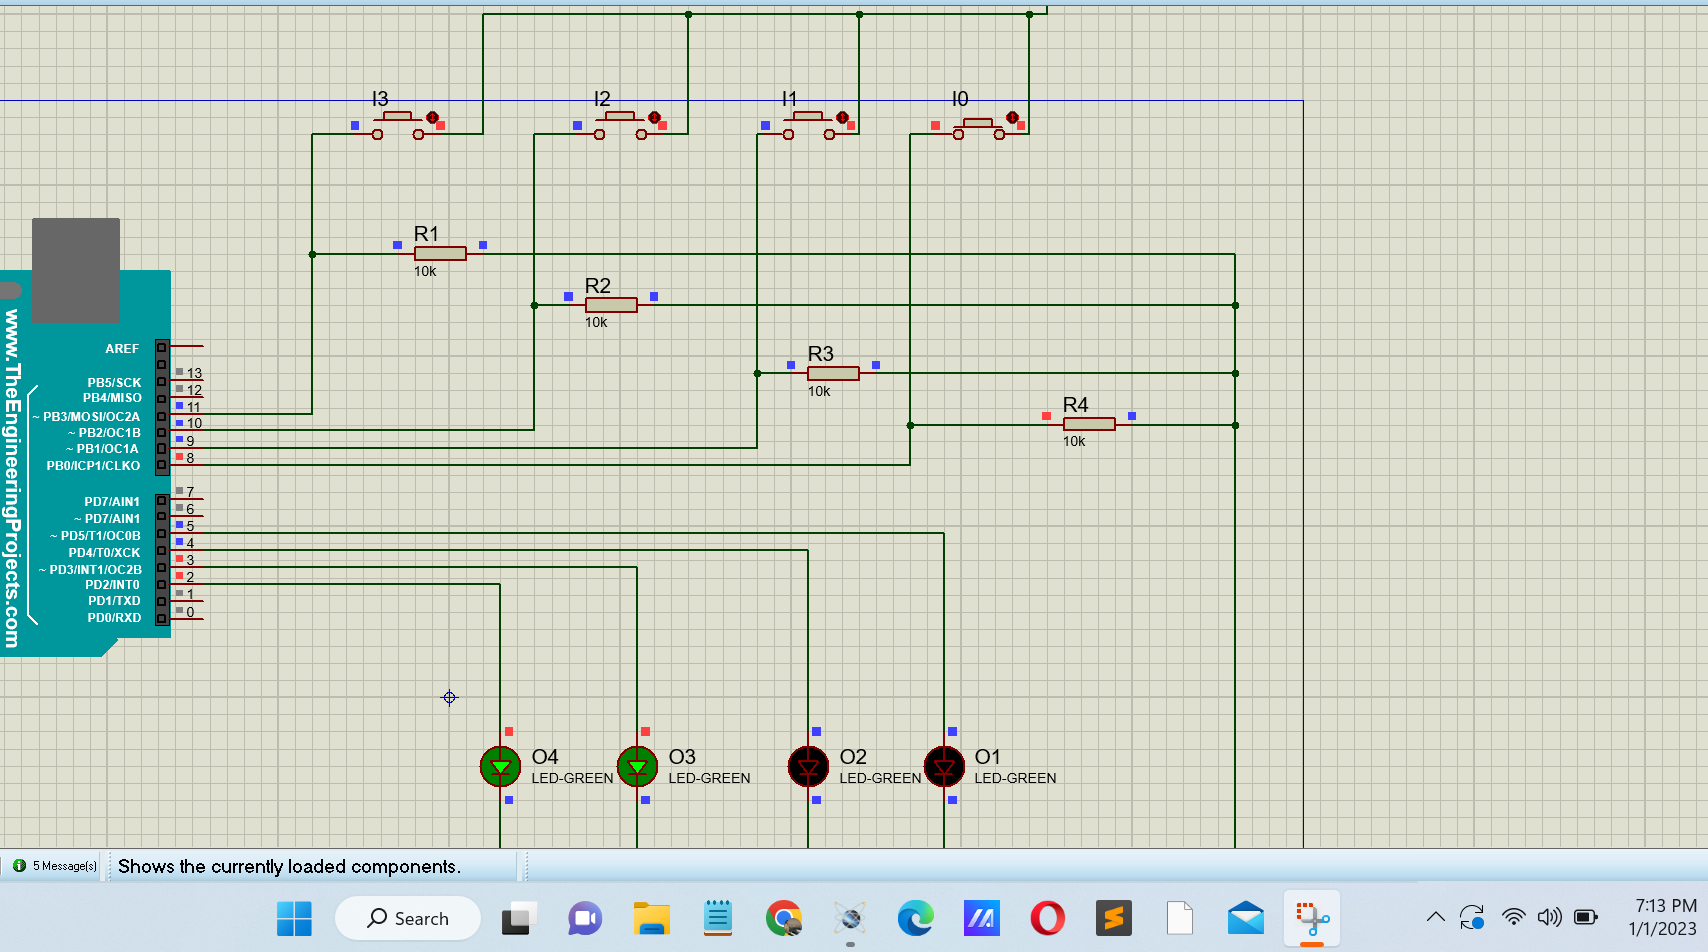 I3
I2
I1
I0
R1
10k
R2
10k
R3
10k
R4
10k
www.TheEngineeringProjects.com
AREF
PB5/SCK 13
PB4/MISO 12
~ PB3/MOSI/OC2A 11
~ PB2/OC1B 10
~ PB1/OC1A 9
PB0/ICP1/CLKO 8
PD7/AIN1 7
~ PD7/AIN1 6
~ PD5/T1/OC0B 5
PD4/T0/XCK 4
~ PD3/INT1/OC2B 3
PD2/INT0 2
PD1/TXD 1
PD0/RXD 0
O4
LED-GREEN
O3
LED-GREEN
O2
LED-GREEN
O1
LED-GREEN
5 Message(s)
Shows the currently loaded components.
Search
7:13 PM
1/1/2023